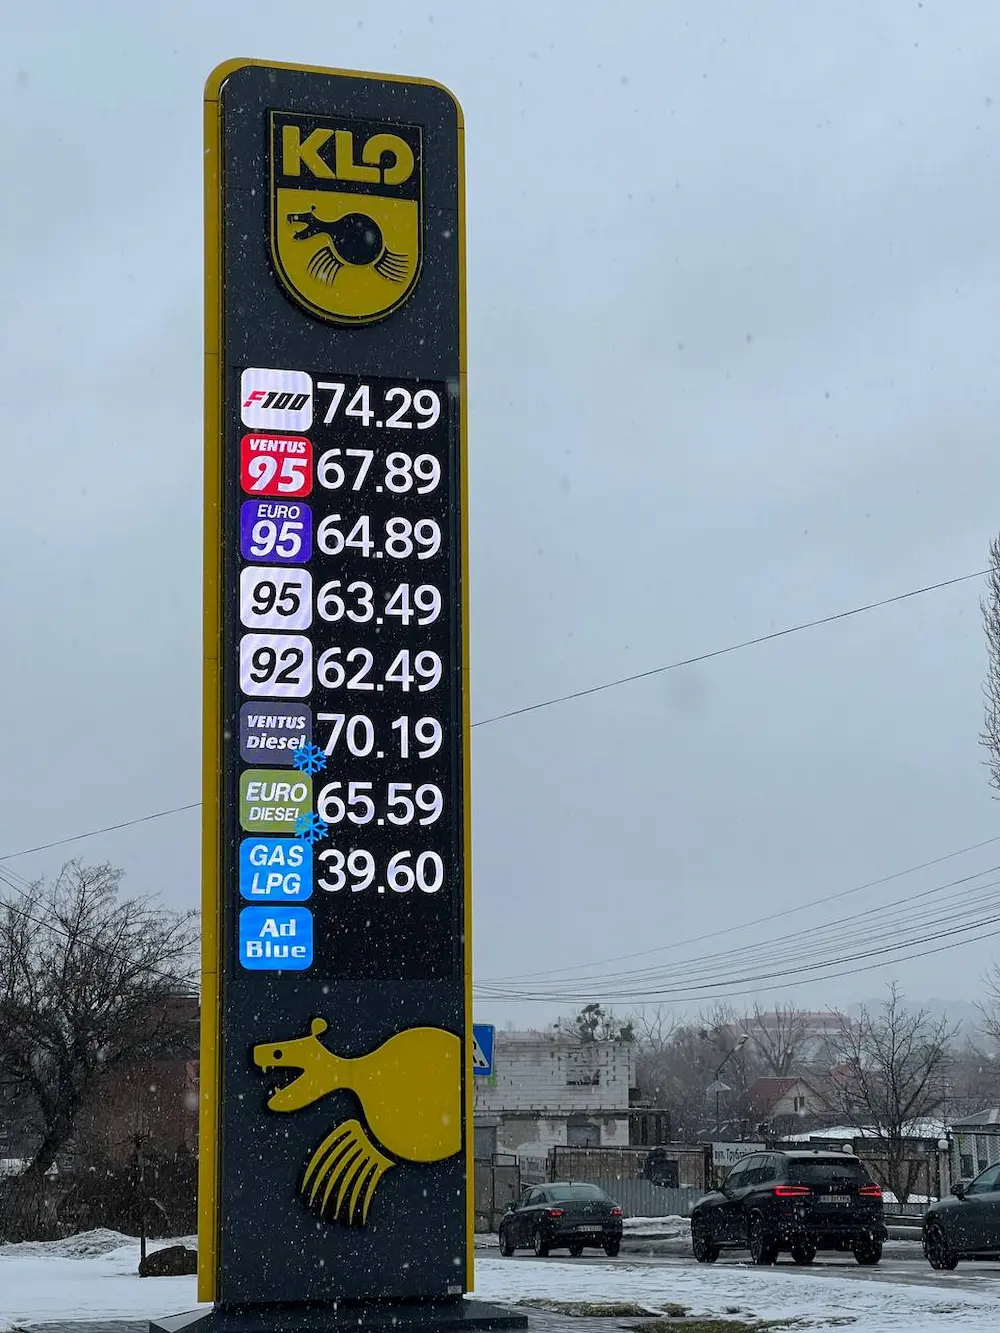 KLO
F100 74.29
VENTUS
95 67.89
EURO
95 64.89
95 63.49
92 62.49
VENTUS
Diesel 70.19
EURO
DIESEL 65.59
GAS
LPG 39.60
Ad
Blue